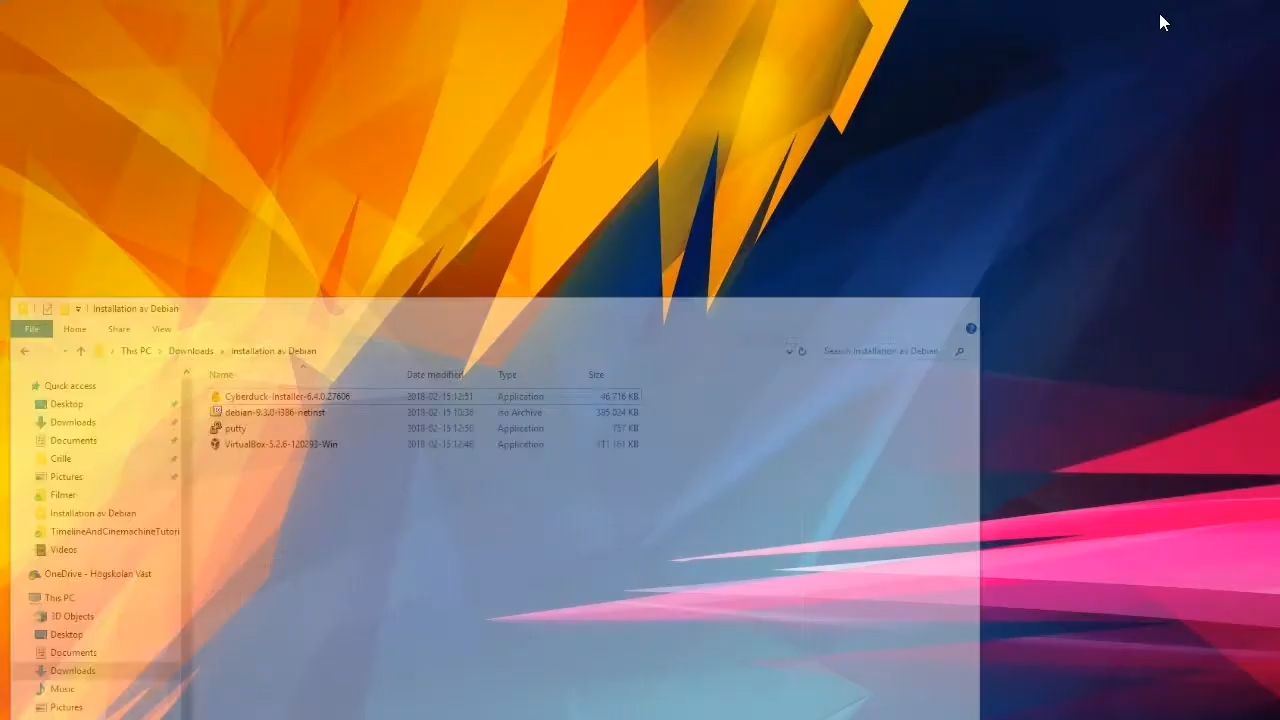 Installation av Debian
File Home Share View
This PC Downloads Installation av Debian Search Installation av Debian
Name Date modified Type Size
Quick access
Desktop
Downloads
Documents
Crille
Pictures
Filmer
Installation av Debian
TimelineAndCinemachineTutori
Videos
OneDrive - Högskolan Väst
This PC
3D Objects
Desktop
Documents
Downloads
Music
Pictures
Cyberduck-Installer-6.4.0.27606 2018-02-15 12:51 Application 46 716 KB
debian-9.3.0-i386-netinst 2018-02-15 10:36 iso Archive 395 024 KB
putty 2018-02-15 12:50 Application 757 KB
VirtualBox-5.2.6-120293-Win 2018-02-15 12:46 Application 111 161 KB